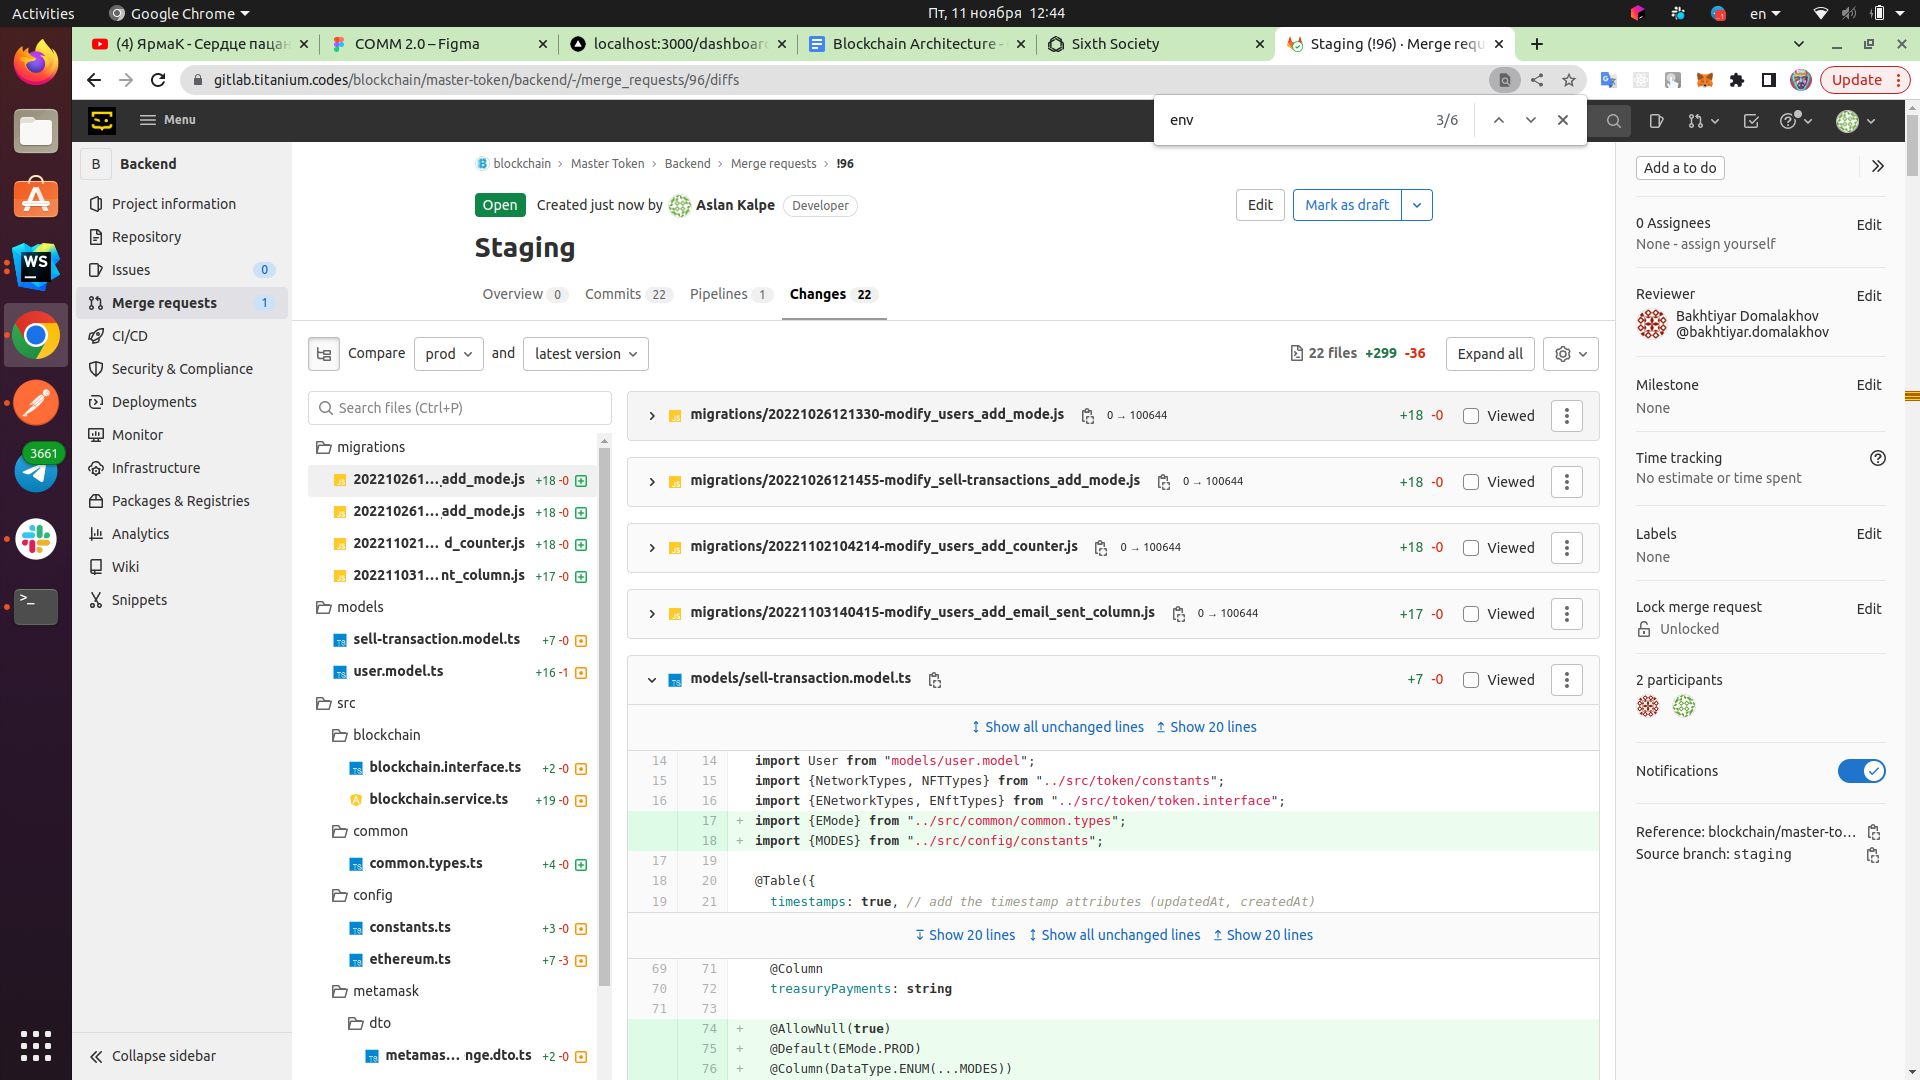 Activities
Google Chrome
Пт, 11 ноября 12:44
en
(4) ЯрмаК - Сердце паца
COMM 2.0 – Figma
localhost:3000/dashboar
Blockchain Architecture -
Sixth Society
Staging (!96) · Merge requ
gitlab.titanium.codes/blockchain/master-token/backend/-/merge_requests/96/diffs
Update
env
3/6
Menu
B
Backend
Project information
Repository
Issues
0
Merge requests
1
CI/CD
Security & Compliance
Deployments
Monitor
Infrastructure
Packages & Registries
Analytics
Wiki
Snippets
Collapse sidebar
WS
3661
blockchain › Master Token › Backend › Merge requests › !96
Open
Created just now by Aslan Kalpe
Developer
Edit
Mark as draft
Staging
Overview 0
Commits 22
Pipelines 1
Changes 22
Compare prod and latest version
22 files +299 -36
Expand all
Search files (Ctrl+P)
migrations
202210261…_add_mode.js +18 -0
202210261…_add_mode.js +18 -0
202211021… d_counter.js +18 -0
202211031…nt_column.js +17 -0
models
sell-transaction.model.ts +7 -0
user.model.ts +16 -1
src
blockchain
blockchain.interface.ts +2 -0
blockchain.service.ts +19 -0
common
common.types.ts +4 -0
config
constants.ts +3 -0
ethereum.ts +7 -3
metamask
dto
metamas… nge.dto.ts +2 -0
migrations/20221026121330-modify_users_add_mode.js 0 → 100644 +18 -0 Viewed
migrations/20221026121455-modify_sell-transactions_add_mode.js 0 → 100644 +18 -0 Viewed
migrations/20221102104214-modify_users_add_counter.js 0 → 100644 +18 -0 Viewed
migrations/20221103140415-modify_users_add_email_sent_column.js 0 → 100644 +17 -0 Viewed
models/sell-transaction.model.ts +7 -0 Viewed
Show all unchanged lines Show 20 lines
14 14 import User from "models/user.model";
15 15 import {NetworkTypes, NFTTypes} from "../src/token/constants";
16 16 import {ENetworkTypes, ENftTypes} from "../src/token/token.interface";
17 + import {EMode} from "../src/common/common.types";
18 + import {MODES} from "../src/config/constants";
17 19
18 20 @Table({
19 21 timestamps: true, // add the timestamp attributes (updatedAt, createdAt)
Show 20 lines Show all unchanged lines Show 20 lines
69 71 @Column
70 72 treasuryPayments: string
71 73
74 + @AllowNull(true)
75 + @Default(EMode.PROD)
76 + @Column(DataType.ENUM(...MODES))
Add a to do
0 Assignees
Edit
None - assign yourself
Reviewer
Edit
Bakhtiyar Domalakhov
@bakhtiyar.domalakhov
Milestone
Edit
None
Time tracking
No estimate or time spent
Labels
Edit
None
Lock merge request
Edit
Unlocked
2 participants
Notifications
Reference: blockchain/master-to…
Source branch: staging